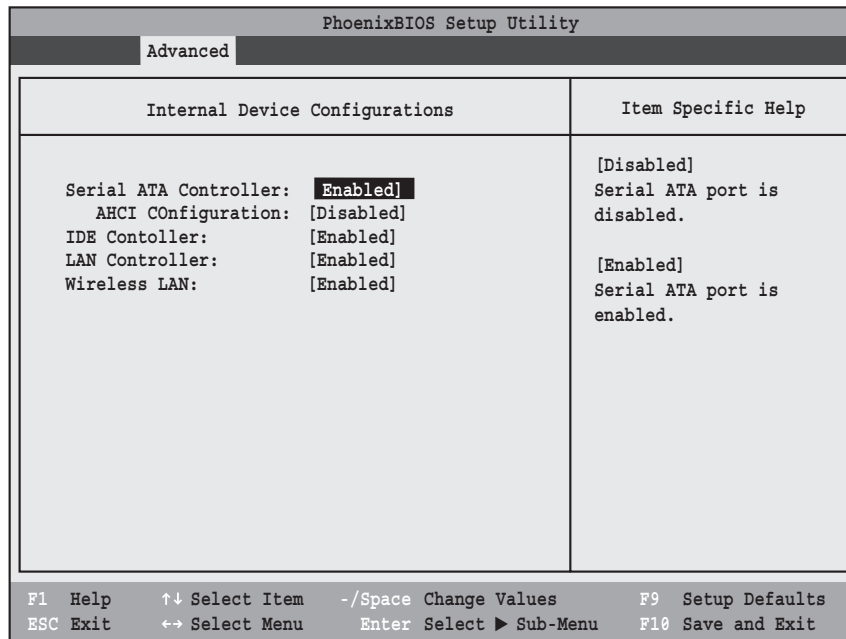 PhoenixBIOS Setup Utility
Advanced
Internal Device Configurations
Item Specific Help
Serial ATA Controller: Enabled]
AHCI COnfiguration: [Disabled]
IDE Contoller: [Enabled]
LAN Controller: [Enabled]
Wireless LAN: [Enabled]
[Disabled]
Serial ATA port is
disabled.
[Enabled]
Serial ATA port is
enabled.
F1 Help ↑↓ Select Item -/Space Change Values F9 Setup Defaults
ESC Exit ←→ Select Menu Enter Select ▶ Sub-Menu F10 Save and Exit